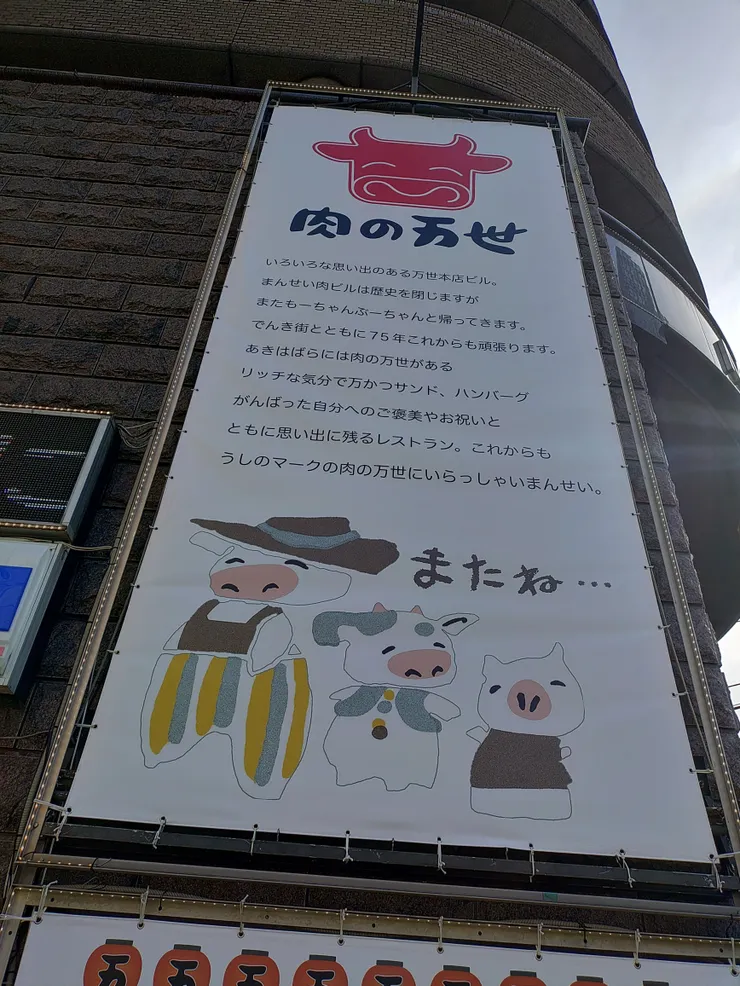 肉の万世
いろいろな思い出のある万世本店ビル。
まんせい肉ビルは歴史を閉じますが
またもーちゃんぶーちゃんと帰ってきます。
でんき街とともに75年これからも頑張ります。
あきはばらには肉の万世がある
リッチな気分で万かつサンド、ハンバーグ
がんばった自分へのご褒美やお祝いと
ともに思い出に残るレストラン。これからも
うしのマークの肉の万世にいらっしゃいまんせい。
またね…
万 万 万 万 万 万